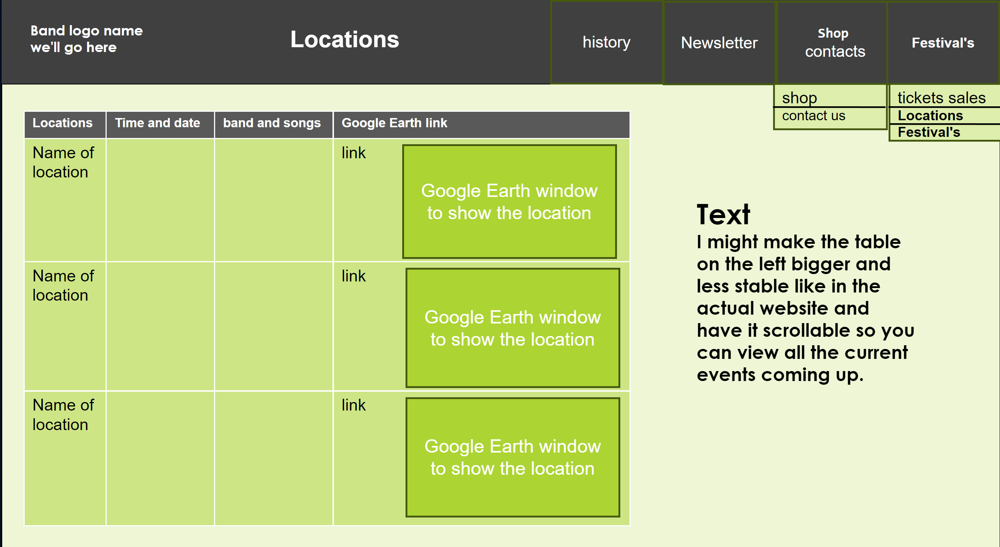 Band logo name
we'll go here
Locations
history
Newsletter
Shop
contacts
Festival's
shop
contact us
tickets sales
Locations
Festival's
Locations
Time and date
band and songs
Google Earth link
Name of
location
link
Google Earth window
to show the location
Name of
location
link
Google Earth window
to show the location
Name of
location
link
Google Earth window
to show the location
Text
I might make the table
on the left bigger and
less stable like in the
actual website and
have it scrollable so you
can view all the current
events coming up.